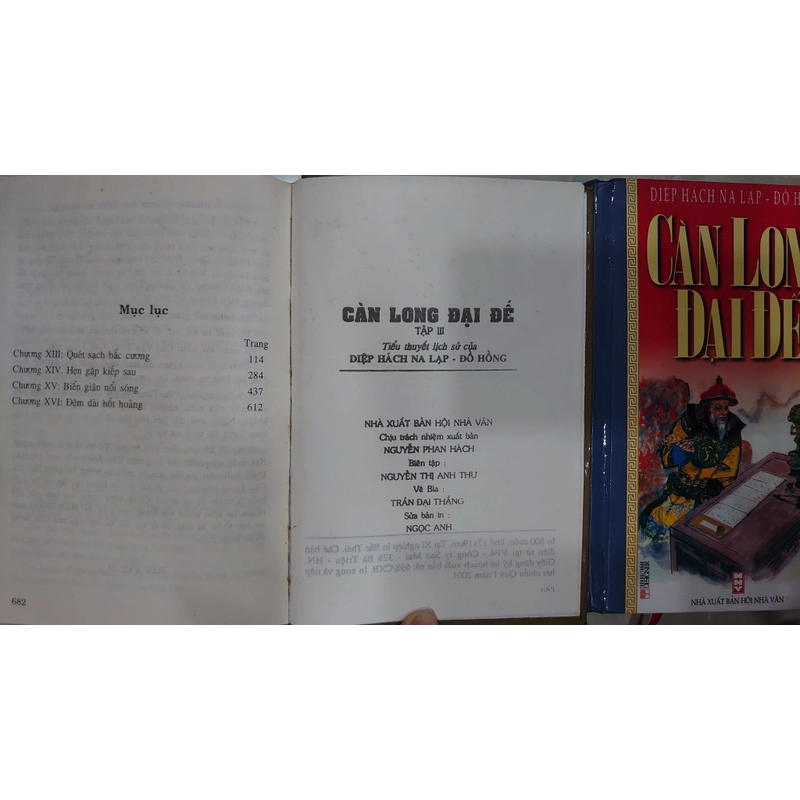 Mục lục
Trang
Chương XIII: Quét sạch bắc cương 114
Chương XIV: Hẹn gặp kiếp sau 284
Chương XV: Biển giận nổi sóng 437
Chương XVI: Đêm dài hốt hoảng 612
682
CÀN LONG ĐẠI ĐẾ
TẬP III
Tiểu thuyết lịch sử của
DIỆP HÁCH NA LẠP - ĐỖ HỒNG
NHÀ XUẤT BẢN HỘI NHÀ VĂN
Chịu trách nhiệm xuất bản
NGUYỄN PHAN HÁCH
Biên tập :
NGUYỄN THỊ ANH THƯ
Vẽ Bìa :
TRẦN ĐẠI THẮNG
Sửa bản in :
NGỌC ANH
DIỆP HÁCH NA LẠP - ĐỖ H
CÀN LON
ĐẠI ĐẾ
DESIGNER
HNV
NHÀ XUẤT BẢN HỘI NHÀ VĂN